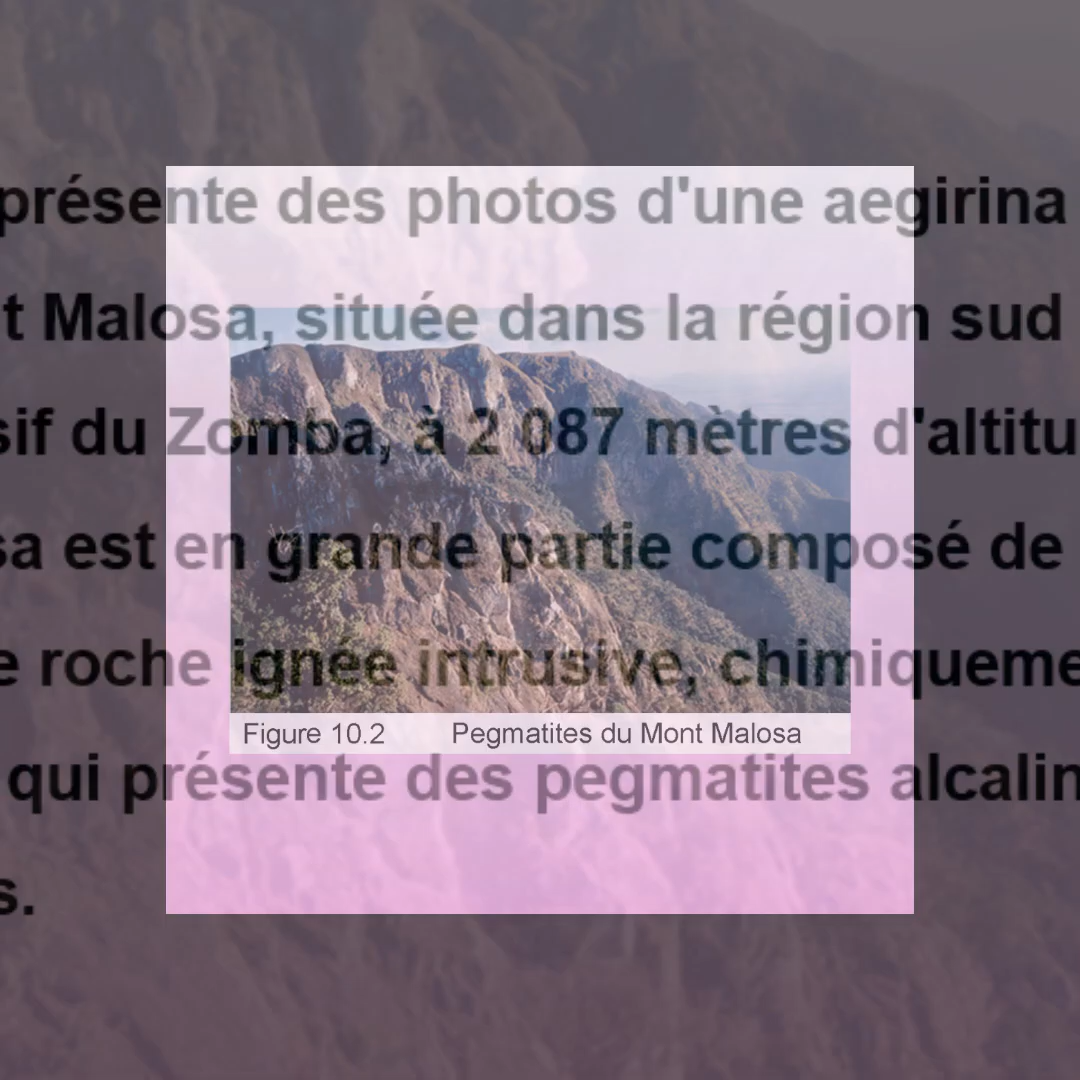 présente des photos d'une aegirina
t Malosa, située dans la région sud
sif du Zomba, à 2 087 mètres d'altitu
sa est en grande partie composé de
e roche ignée intrusive, chimiqueme
Figure 10.2 Pegmatites du Mont Malosa
qui présente des pegmatites alcalin
s.